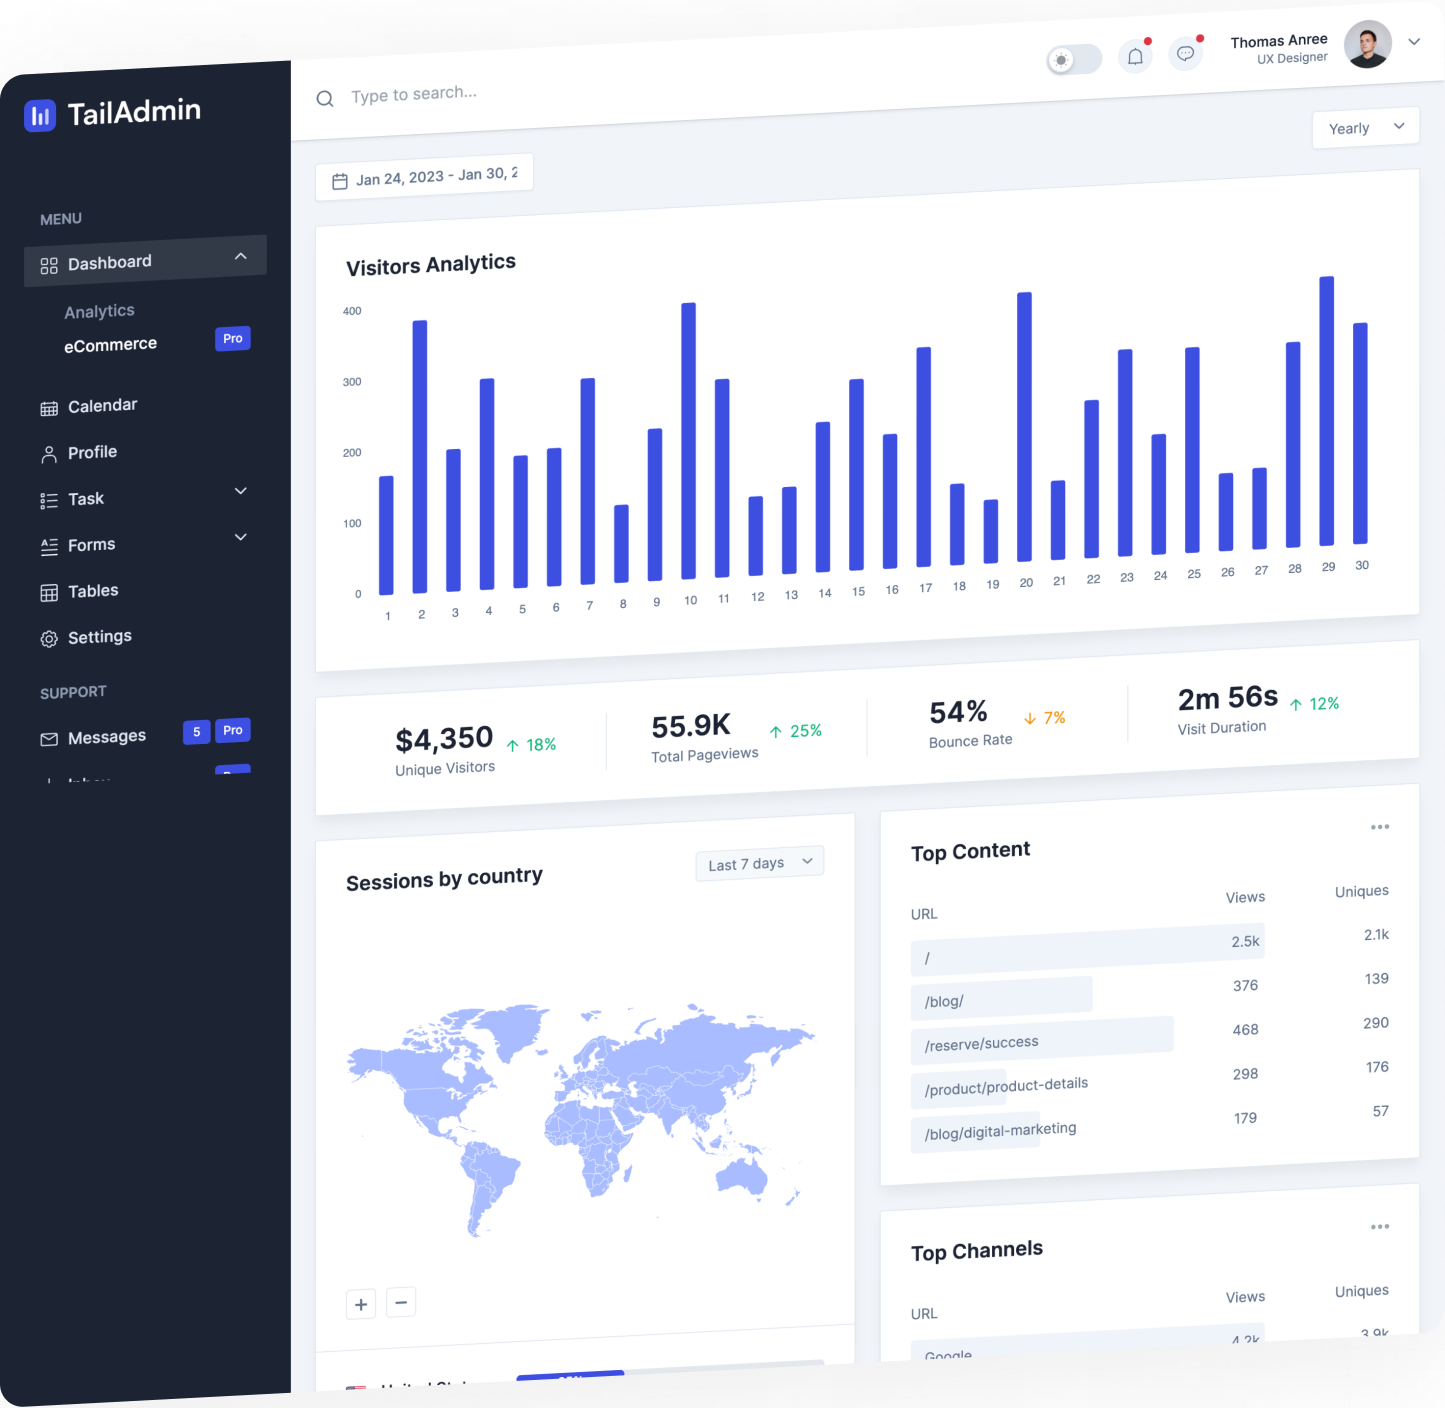 TailAdmin
MENU
Dashboard
Analytics
eCommerce Pro
Calendar
Profile
Task
Forms
Tables
Settings
SUPPORT
Messages 5 Pro
Type to search...
Thomas Anree
UX Designer
Jan 24, 2023 - Jan 30, 2
Yearly
Visitors Analytics
400
300
200
100
0
1 2 3 4 5 6 7 8 9 10 11 12 13 14 15 16 17 18 19 20 21 22 23 24 25 26 27 28 29 30
$4,350 18%
Unique Visitors
55.9K 25%
Total Pageviews
54% 7%
Bounce Rate
2m 56s 12%
Visit Duration
Sessions by country
Last 7 days
Top Content
URL Views Uniques
/ 2.5k 2.1k
/blog/ 376 139
/reserve/success 468 290
/product/product-details 298 176
/blog/digital-marketing 179 57
Top Channels
URL Views Uniques
Google 4.2k 3.9k